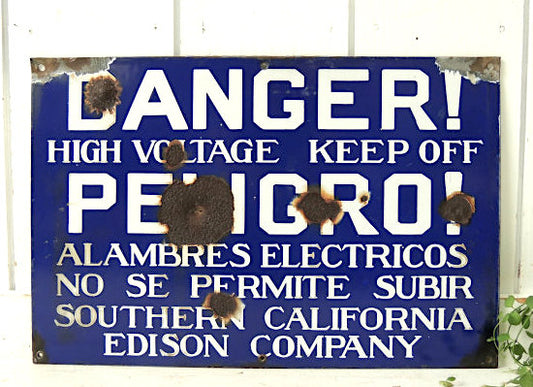 DANGER!
HIGH VOLTAGE KEEP OFF
PELIGRO!
ALAMBRES ELECTRICOS
NO SE PERMITE SUBIR
SOUTHERN CALIFORNIA
EDISON COMPANY